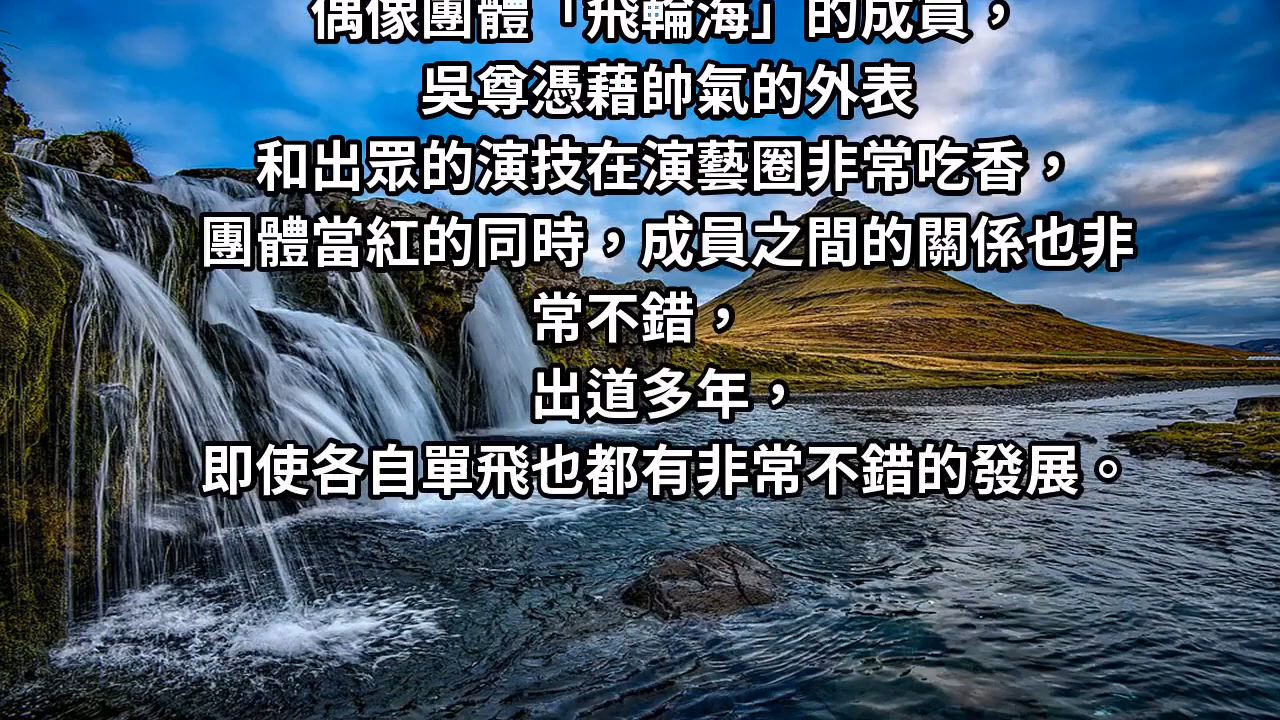 偶像團體「飛輪海」的成員，
吳尊憑藉帥氣的外表
和出眾的演技在演藝圈非常吃香，
團體當紅的同時，成員之間的關係也非
常不錯，
出道多年，
即使各自單飛也都有非常不錯的發展。